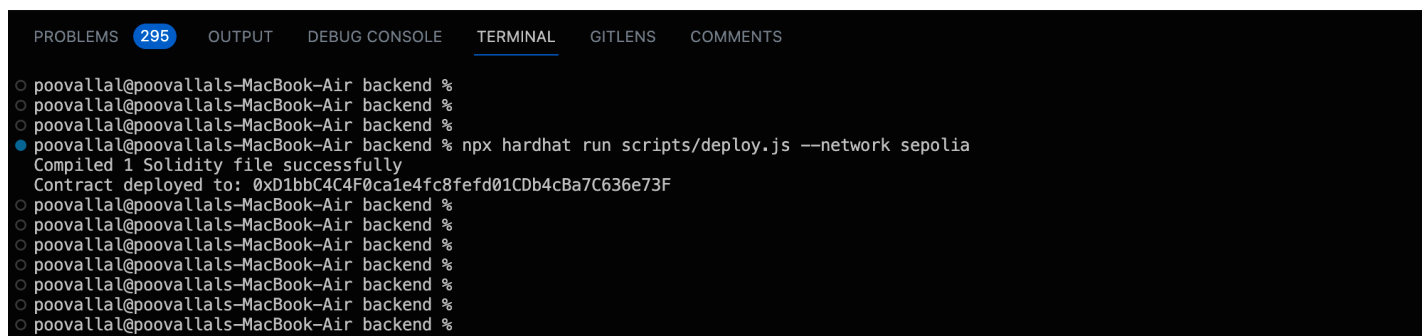 PROBLEMS 295 OUTPUT DEBUG CONSOLE TERMINAL GITLENS COMMENTS
poovallal@poovallals-MacBook-Air backend %
poovallal@poovallals-MacBook-Air backend %
poovallal@poovallals-MacBook-Air backend %
poovallal@poovallals-MacBook-Air backend % npx hardhat run scripts/deploy.js --network sepolia
Compiled 1 Solidity file successfully
Contract deployed to: 0xD1bbC4C4F0ca1e4fc8fefd01CDb4cBa7C636e73F
poovallal@poovallals-MacBook-Air backend %
poovallal@poovallals-MacBook-Air backend %
poovallal@poovallals-MacBook-Air backend %
poovallal@poovallals-MacBook-Air backend %
poovallal@poovallals-MacBook-Air backend %
poovallal@poovallals-MacBook-Air backend %
poovallal@poovallals-MacBook-Air backend %